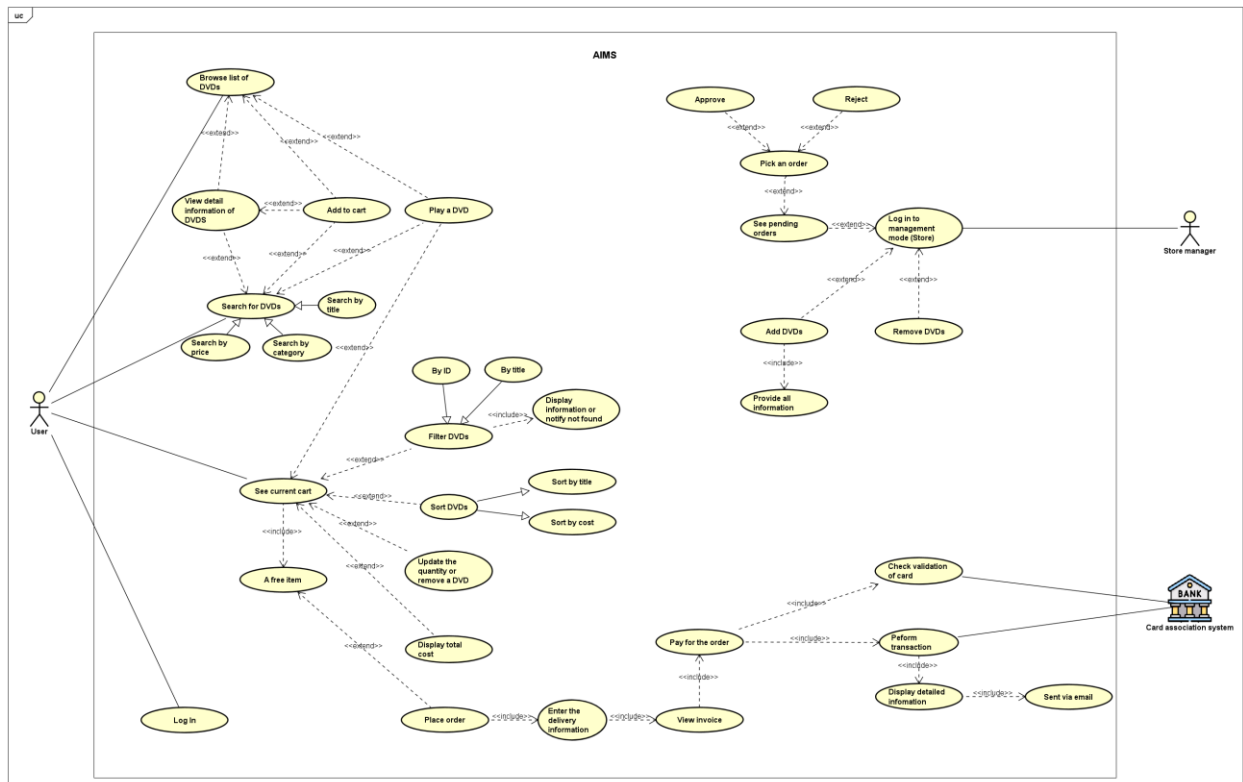 uc
AIMS
Browse list of
DVDs
Approve
Reject
<<extend>>
<<extend>>
<<extend>>
<<extend>>
<<extend>>
Pick an order
<<extend>>
View detail
information of
DVDS
<<extend>>
Add to cart
Play a DVD
See pending
orders
<<extend>>
Log in to
management
mode (Store)
Store manager
<<extend>>
<<extend>>
<<extend>>
<<extend>>
<<extend>>
Search for DVDs
Search by
title
Search by
price
Search by
category
<<extend>>
Add DVDs
Remove DVDs
<<include>>
By ID
By title
Provide all
information
User
Filter DVDs
<<include>>
Display
information or
notify not found
<<extend>>
See current cart
<<extend>>
Sort DVDs
Sort by title
Sort by cost
<<include>>
<<extend>>
<<extend>>
A free item
Update the
quantity or
remove a DVD
Check validation
of card
BANK
Card association system
<<include>>
<<extend>>
Display total
cost
Pay for the order
<<include>>
Peform
transaction
<<include>>
<<include>>
Display detailed
infomation
<<include>>
Sent via email
Log In
Place order
<<include>>
Enter the
delivery
information
<<include>>
View invoice